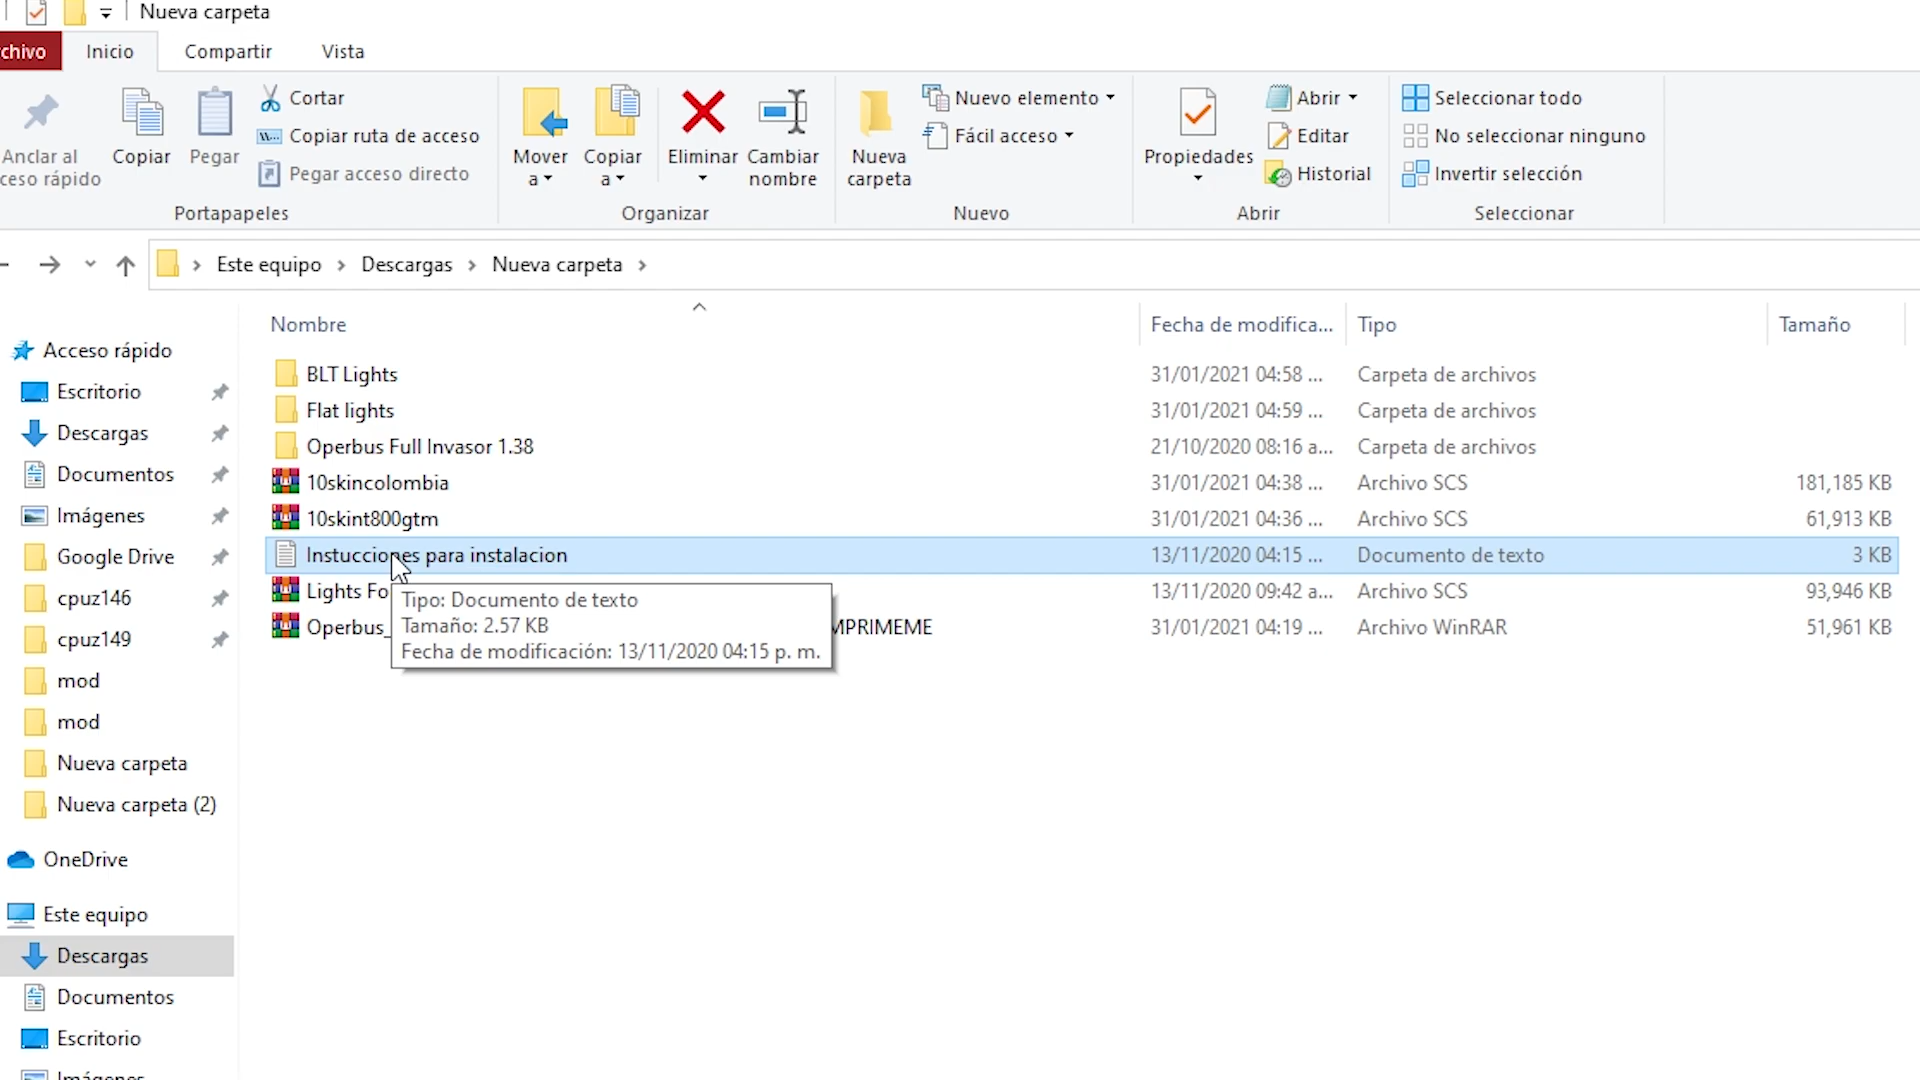 Nueva carpeta
chivo Inicio Compartir Vista
Anclar al
ceso rápido
Copiar
Pegar
Cortar
Copiar ruta de acceso
Pegar acceso directo
Portapapeles
Mover
a
Copiar
a
Eliminar
Cambiar
nombre
Organizar
Nueva
carpeta
Nuevo elemento
Fácil acceso
Nuevo
Propiedades
Abrir
Editar
Historial
Abrir
Seleccionar todo
No seleccionar ninguno
Invertir selección
Seleccionar
Este equipo > Descargas > Nueva carpeta >
Nombre Fecha de modifica... Tipo Tamaño
BLT Lights 31/01/2021 04:58 ... Carpeta de archivos
Flat lights 31/01/2021 04:59 ... Carpeta de archivos
Operbus Full Invasor 1.38 21/10/2020 08:16 a... Carpeta de archivos
10skincolombia 31/01/2021 04:38 ... Archivo SCS 181,185 KB
10skint800gtm 31/01/2021 04:36 ... Archivo SCS 61,913 KB
Instucciones para instalacion 13/11/2020 04:15 ... Documento de texto 3 KB
Lights Fo 13/11/2020 09:42 a... Archivo SCS 93,946 KB
Operbus_ MPRIMEME 31/01/2021 04:19 ... Archivo WinRAR 51,961 KB
Tipo: Documento de texto
Tamaño: 2.57 KB
Fecha de modificación: 13/11/2020 04:15 p. m.
Acceso rápido
Escritorio
Descargas
Documentos
Imágenes
Google Drive
cpuz146
cpuz149
mod
mod
Nueva carpeta
Nueva carpeta (2)
OneDrive
Este equipo
Descargas
Documentos
Escritorio
Imágenes